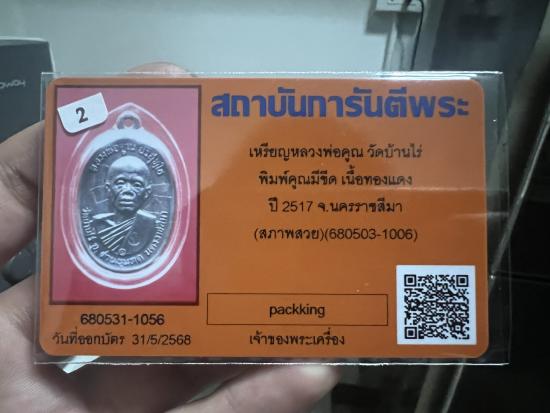 2
สถาบันการันตีพระ
เหรียญหลวงพ่อคูณ วัดบ้านไร่
พิมพ์คูณมีขีด เนื้อทองแดง
ปี 2517 จ.นครราชสีมา
(สภาพสวย)(680503-1006)
packking
เจ้าของพระเครื่อง
680531-1056
วันที่ออกบัตร 31/5/2568